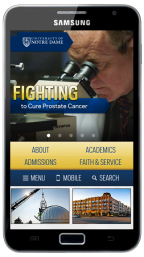 SAMSUNG
UNIVERSITY OF
NOTRE DAME
FIGHTING
to Cure Prostate Cancer
ABOUT
ACADEMICS
ADMISSIONS
FAITH & SERVICE
MENU
MOBILE
SEARCH